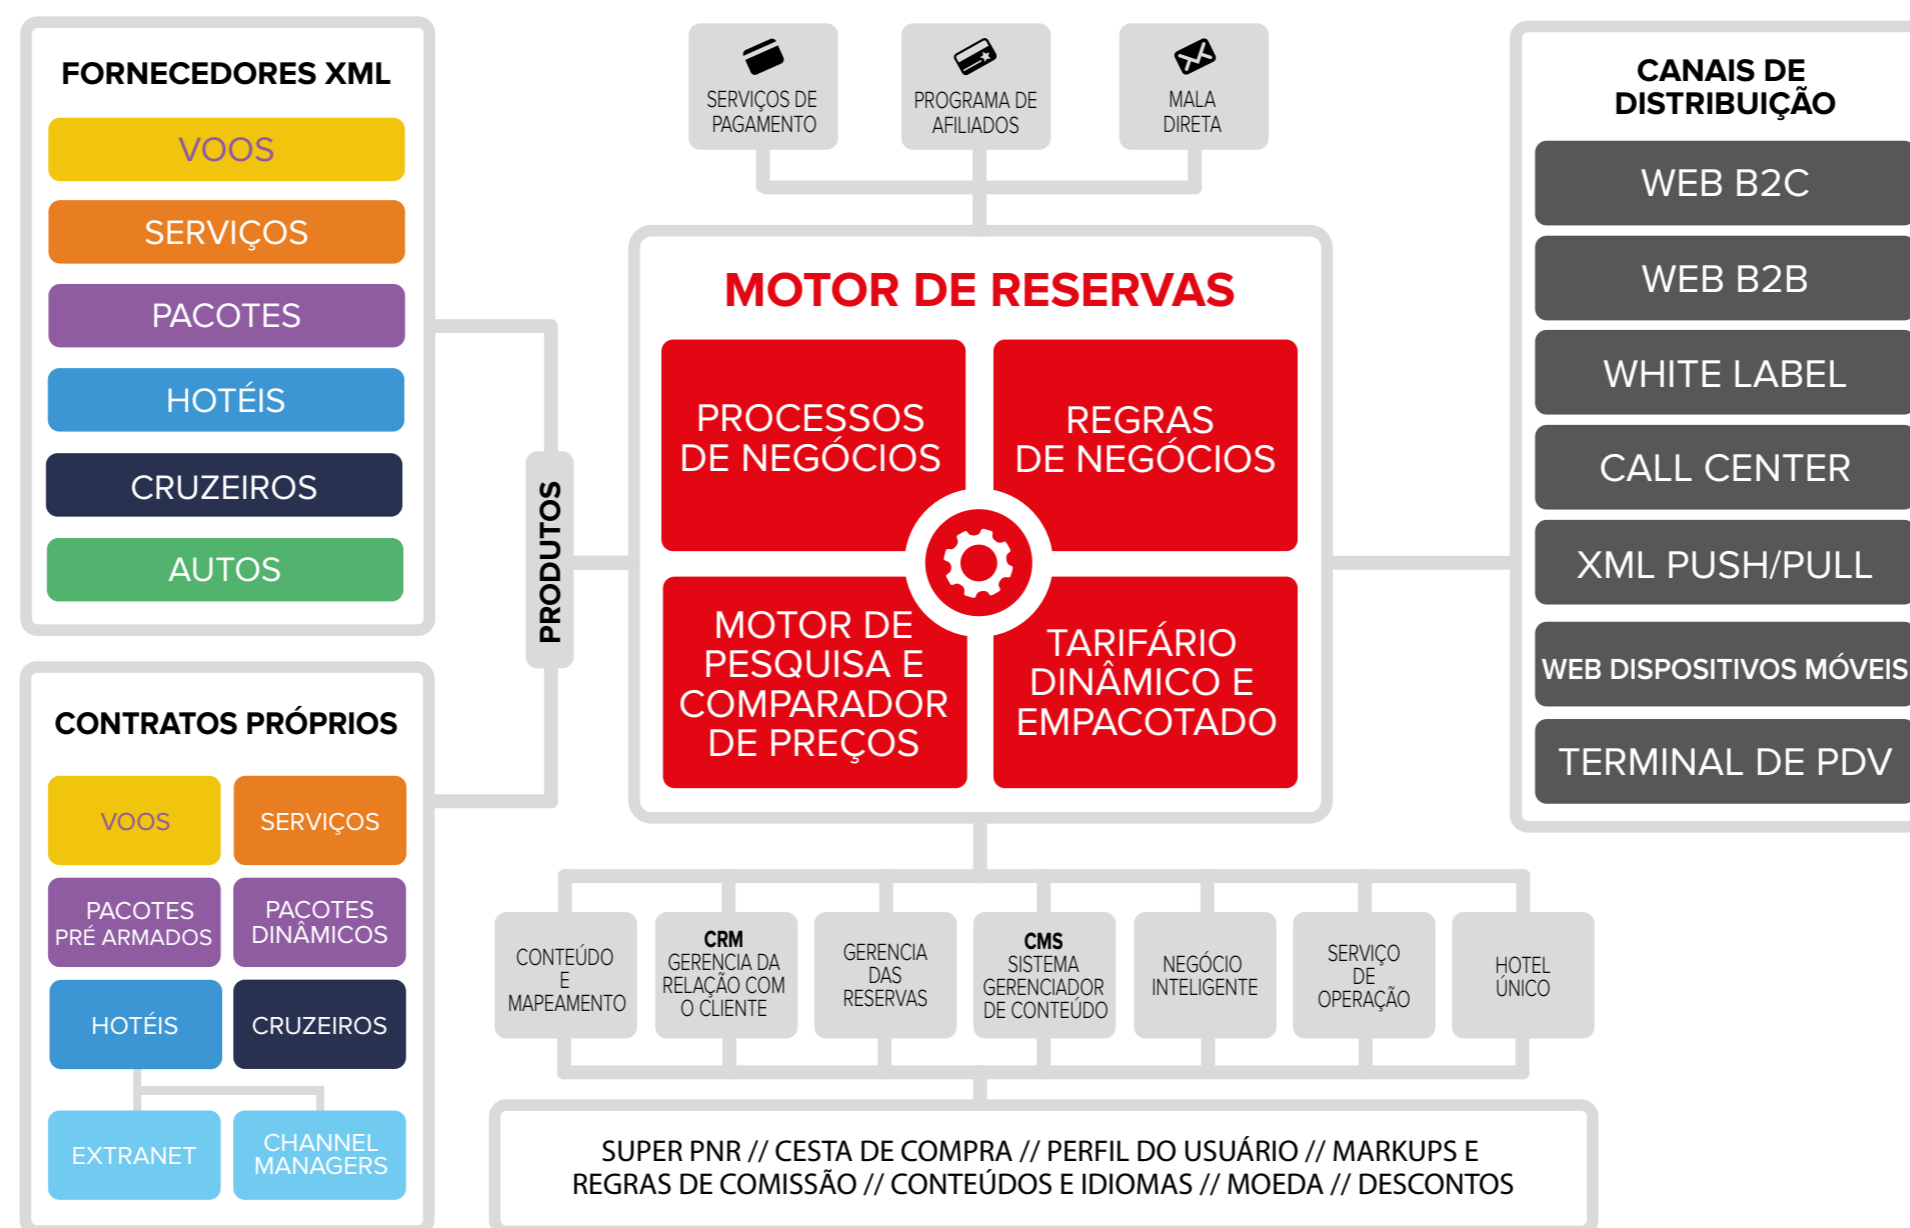 FORNECEDORES XML
VOOS
SERVIÇOS
PACOTES
HOTÉIS
CRUZEIROS
AUTOS
CONTRATOS PRÓPRIOS
VOOS
SERVIÇOS
PACOTES
PRÉ ARMADOS
PACOTES
DINÂMICOS
HOTÉIS
CRUZEIROS
EXTRANET
CHANNEL
MANAGERS
PRODUTOS
SERVIÇOS DE
PAGAMENTO
PROGRAMA DE
AFILIADOS
MALA
DIRETA
MOTOR DE RESERVAS
PROCESSOS
DE NEGÓCIOS
REGRAS
DE NEGÓCIOS
MOTOR DE
PESQUISA E
COMPARADOR
DE PREÇOS
TARIFÁRIO
DINÂMICO E
EMPACOTADO
CONTEÚDO
E
MAPEAMENTO
CRM
GERENCIA DA
RELAÇÃO COM
O CLIENTE
GERENCIA
DAS
RESERVAS
CMS
SISTEMA
GERENCIADOR
DE CONTEÚDO
NEGÓCIO
INTELIGENTE
SERVIÇO
DE
OPERAÇÃO
HOTEL
ÚNICO
SUPER PNR // CESTA DE COMPRA // PERFIL DO USUÁRIO // MARKUPS E
REGRAS DE COMISSÃO // CONTEÚDOS E IDIOMAS // MOEDA // DESCONTOS
CANAIS DE
DISTRIBUIÇÃO
WEB B2C
WEB B2B
WHITE LABEL
CALL CENTER
XML PUSH/PULL
WEB DISPOSITIVOS MÓVEIS
TERMINAL DE PDV